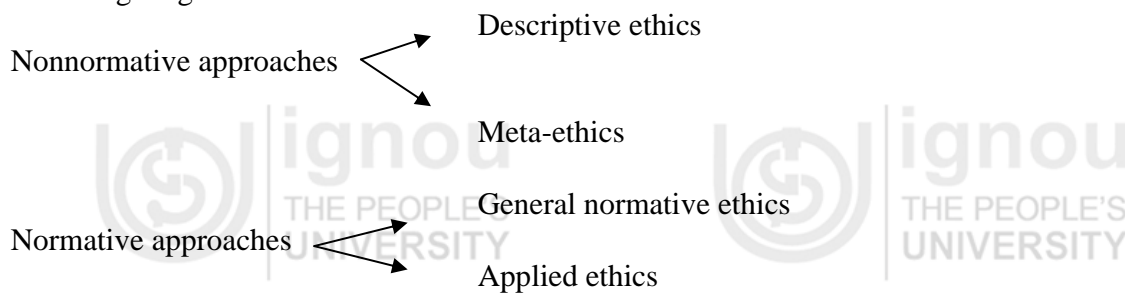 Descriptive ethics
Nonnormative approaches
Meta-ethics
General normative ethics
Normative approaches
Applied ethics
ignou
THE PEOPLE'S
UNIVERSITY
ignou
THE PEOPLE'S
UNIVERSITY